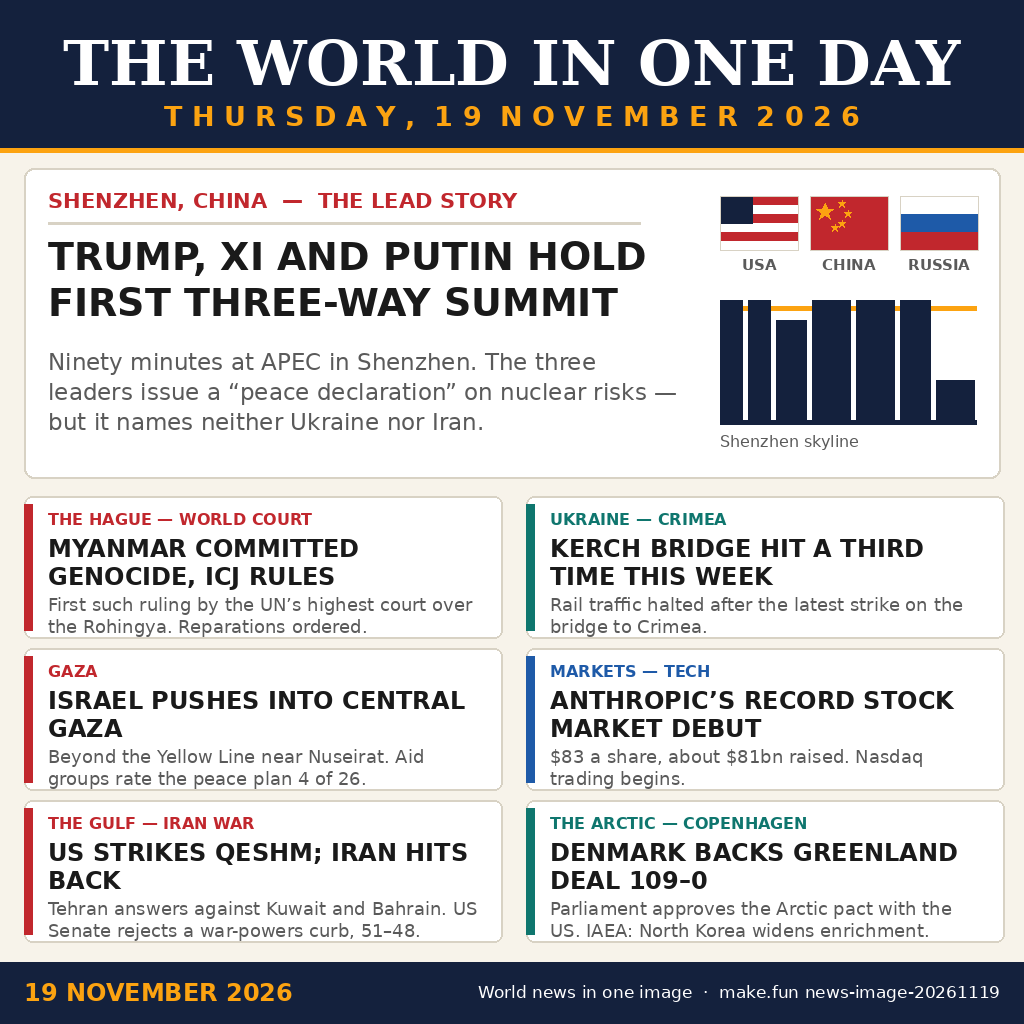 THE WORLD IN ONE DAY
THURSDAY, 19 NOVEMBER 2026
SHENZHEN, CHINA — THE LEAD STORY
TRUMP, XI AND PUTIN HOLD
FIRST THREE-WAY SUMMIT
Ninety minutes at APEC in Shenzhen. The three
leaders issue a “peace declaration” on nuclear risks —
but it names neither Ukraine nor Iran.
USA
CHINA
RUSSIA
Shenzhen skyline
THE HAGUE — WORLD COURT
MYANMAR COMMITTED
GENOCIDE, ICJ RULES
First such ruling by the UN’s highest court over
the Rohingya. Reparations ordered.
UKRAINE — CRIMEA
KERCH BRIDGE HIT A THIRD
TIME THIS WEEK
Rail traffic halted after the latest strike on the
bridge to Crimea.
GAZA
ISRAEL PUSHES INTO CENTRAL
GAZA
Beyond the Yellow Line near Nuseirat. Aid
groups rate the peace plan 4 of 26.
MARKETS — TECH
ANTHROPIC’S RECORD STOCK
MARKET DEBUT
$83 a share, about $81bn raised. Nasdaq
trading begins.
THE GULF — IRAN WAR
US STRIKES QESHM; IRAN HITS
BACK
Tehran answers against Kuwait and Bahrain. US
Senate rejects a war-powers curb, 51–48.
THE ARCTIC — COPENHAGEN
DENMARK BACKS GREENLAND
DEAL 109–0
Parliament approves the Arctic pact with the
US. IAEA: North Korea widens enrichment.
19 NOVEMBER 2026
World news in one image · make.fun news-image-20261119